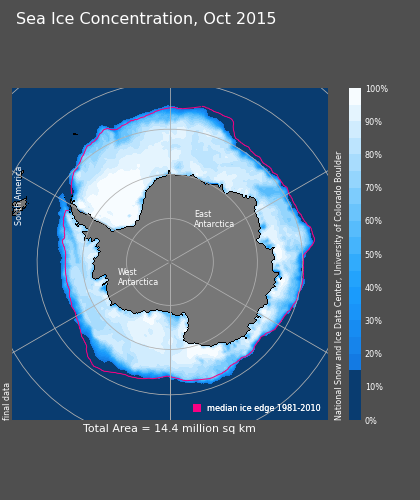 Sea Ice Concentration, Oct 2015
South America
East
Antarctica
West
Antarctica
final data
median ice edge 1981-2010
Total Area = 14.4 million sq km
100%
90%
80%
70%
60%
50%
40%
30%
20%
10%
0%
National Snow and Ice Data Center, University of Colorado Boulder